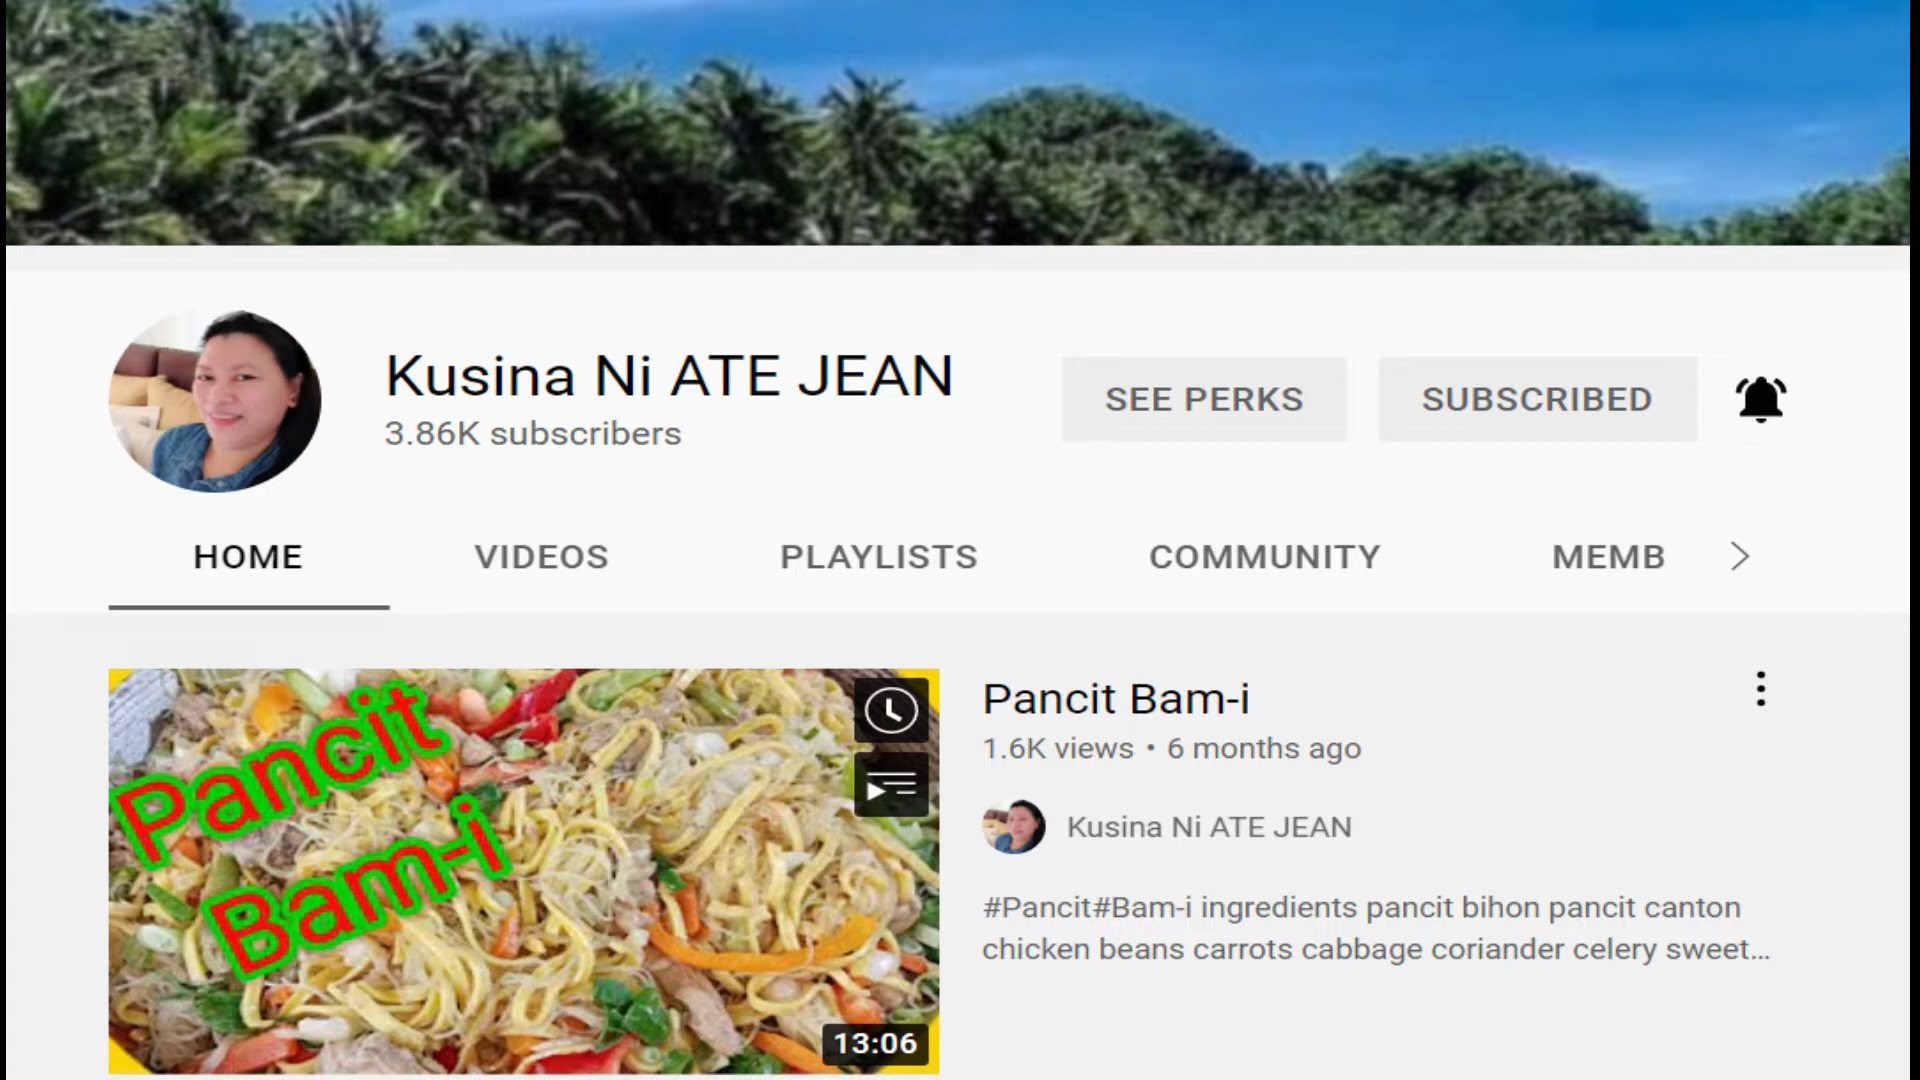 Kusina Ni ATE JEAN
3.86K subscribers
SEE PERKS
SUBSCRIBED
HOME
VIDEOS
PLAYLISTS
COMMUNITY
MEMB
Pancit
Bam-i
13:06
Pancit Bam-i
1.6K views • 6 months ago
Kusina Ni ATE JEAN
#Pancit#Bam-i ingredients pancit bihon pancit canton
chicken beans carrots cabbage coriander celery sweet...